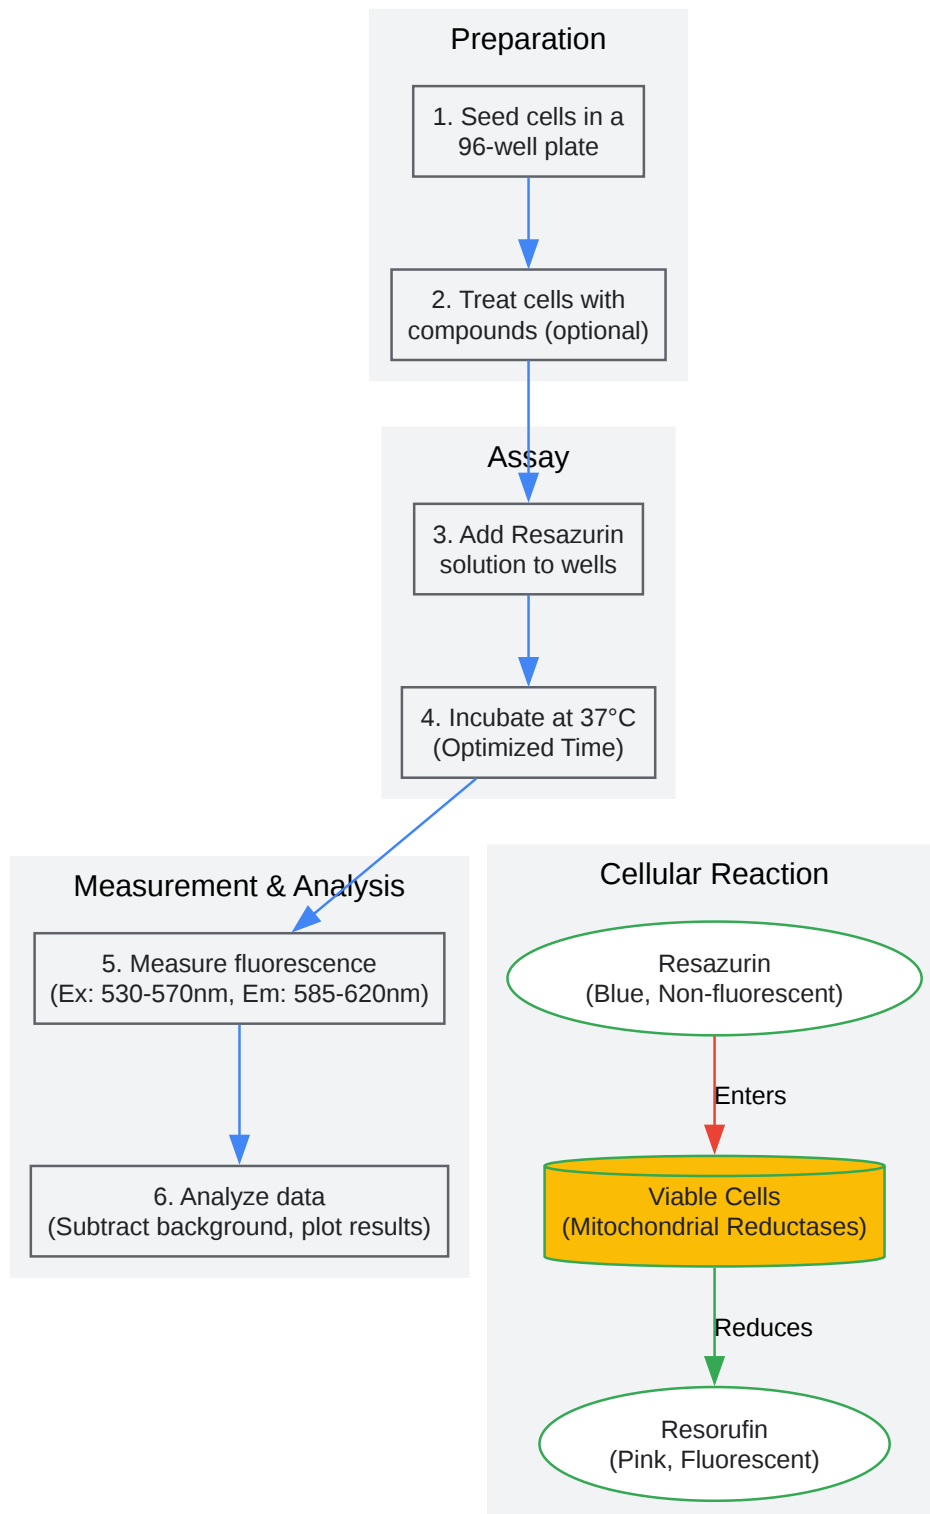 Preparation
1. Seed cells in a
96-well plate
2. Treat cells with
compounds (optional)
Assay
3. Add Resazurin
solution to wells
4. Incubate at 37°C
(Optimized Time)
Measurement & Analysis
5. Measure fluorescence
(Ex: 530-570nm, Em: 585-620nm)
6. Analyze data
(Subtract background, plot results)
Cellular Reaction
Resazurin
(Blue, Non-fluorescent)
Enters
Viable Cells
(Mitochondrial Reductases)
Reduces
Resorufin
(Pink, Fluorescent)